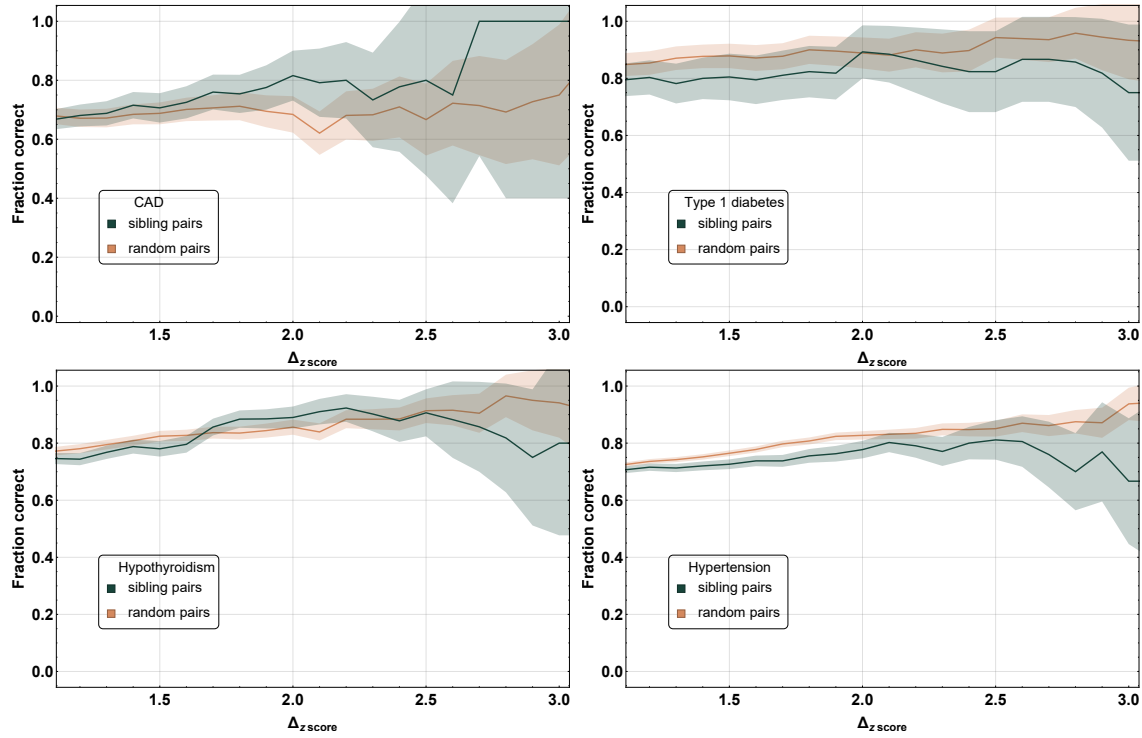 1.0
0.8
0.6
0.4
0.2
0.0
Fraction correct
CAD
sibling pairs
random pairs
1.5
2.0
2.5
3.0
Δz score
1.0
0.8
0.6
0.4
0.2
0.0
Fraction correct
Type 1 diabetes
sibling pairs
random pairs
1.5
2.0
2.5
3.0
Δz score
1.0
0.8
0.6
0.4
0.2
0.0
Fraction correct
Hypothyroidism
sibling pairs
random pairs
1.5
2.0
2.5
3.0
Δz score
1.0
0.8
0.6
0.4
0.2
0.0
Fraction correct
Hypertension
sibling pairs
random pairs
1.5
2.0
2.5
3.0
Δz score